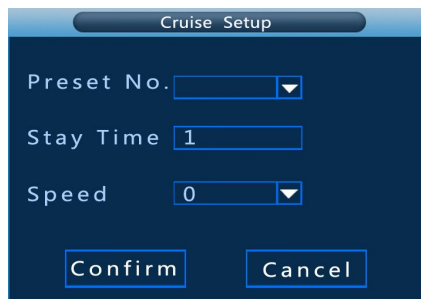 Cruise Setup
Preset No.
Stay Time 1
Speed 0
Confirm Cancel